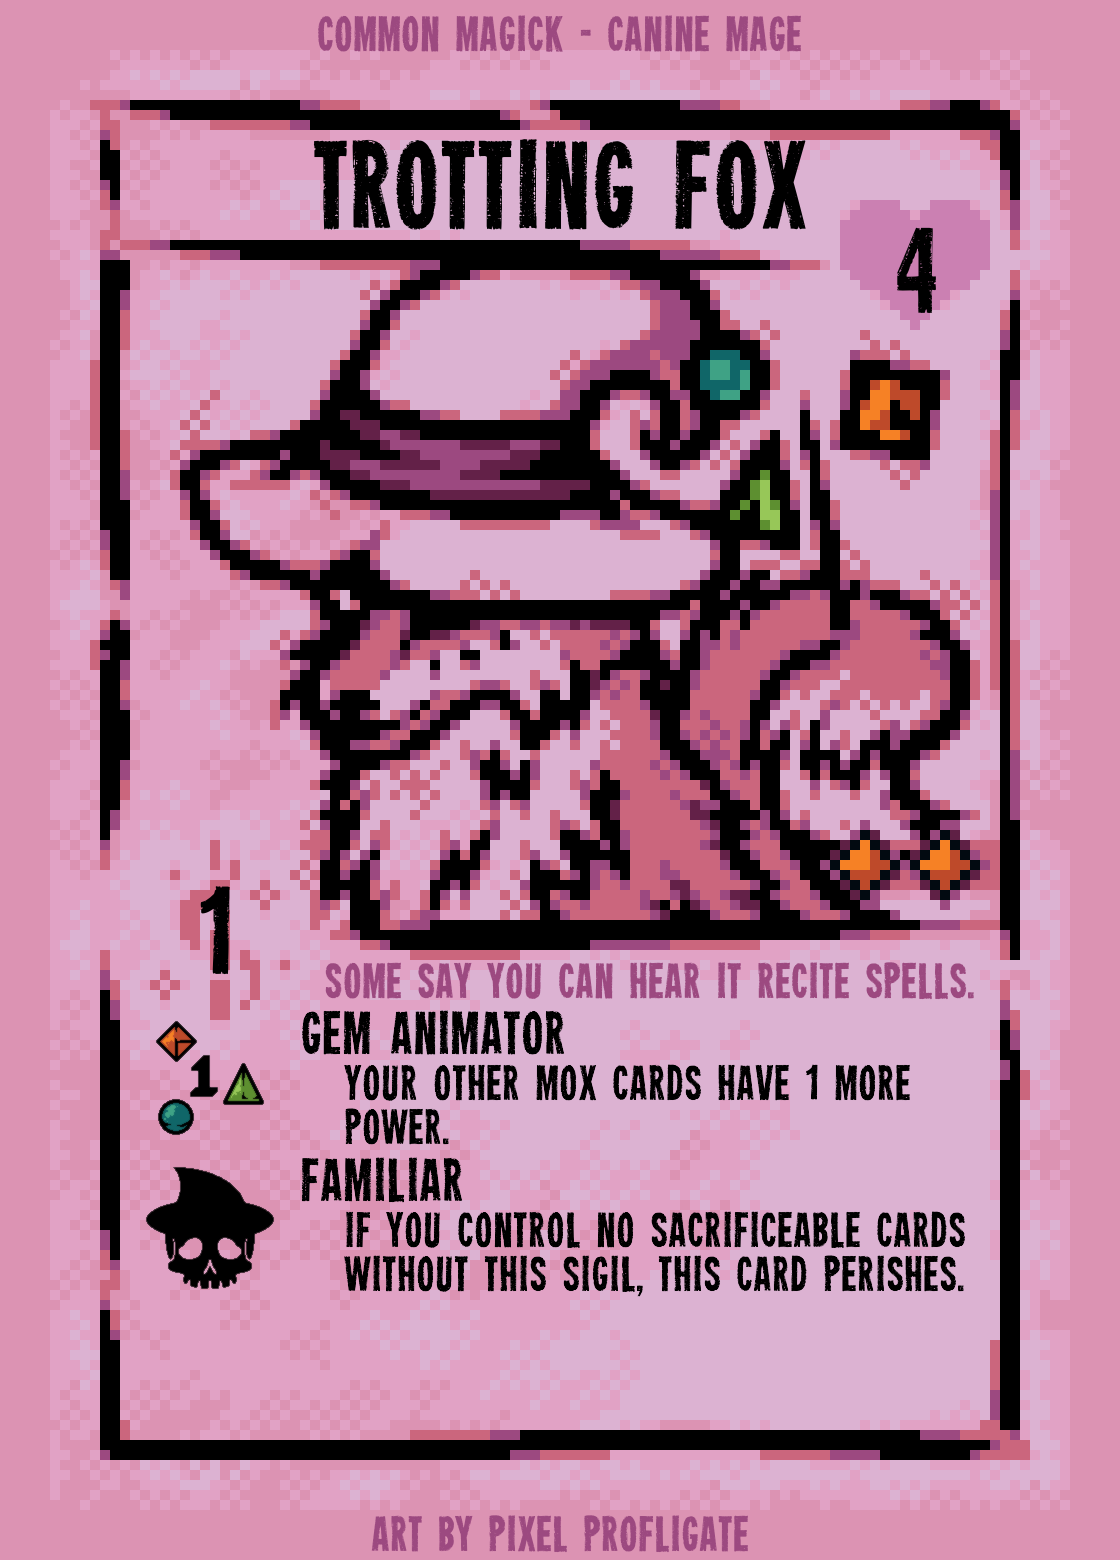 COMMON MAGICK - CANINE MAGE
TROTTING FOX
4
1
SOME SAY YOU CAN HEAR IT RECITE SPELLS.
GEM ANIMATOR
1
YOUR OTHER MOX CARDS HAVE 1 MORE
POWER.
FAMILIAR
IF YOU CONTROL NO SACRIFICEABLE CARDS
WITHOUT THIS SIGIL, THIS CARD PERISHES.
ART BY PIXEL PROFLIGATE